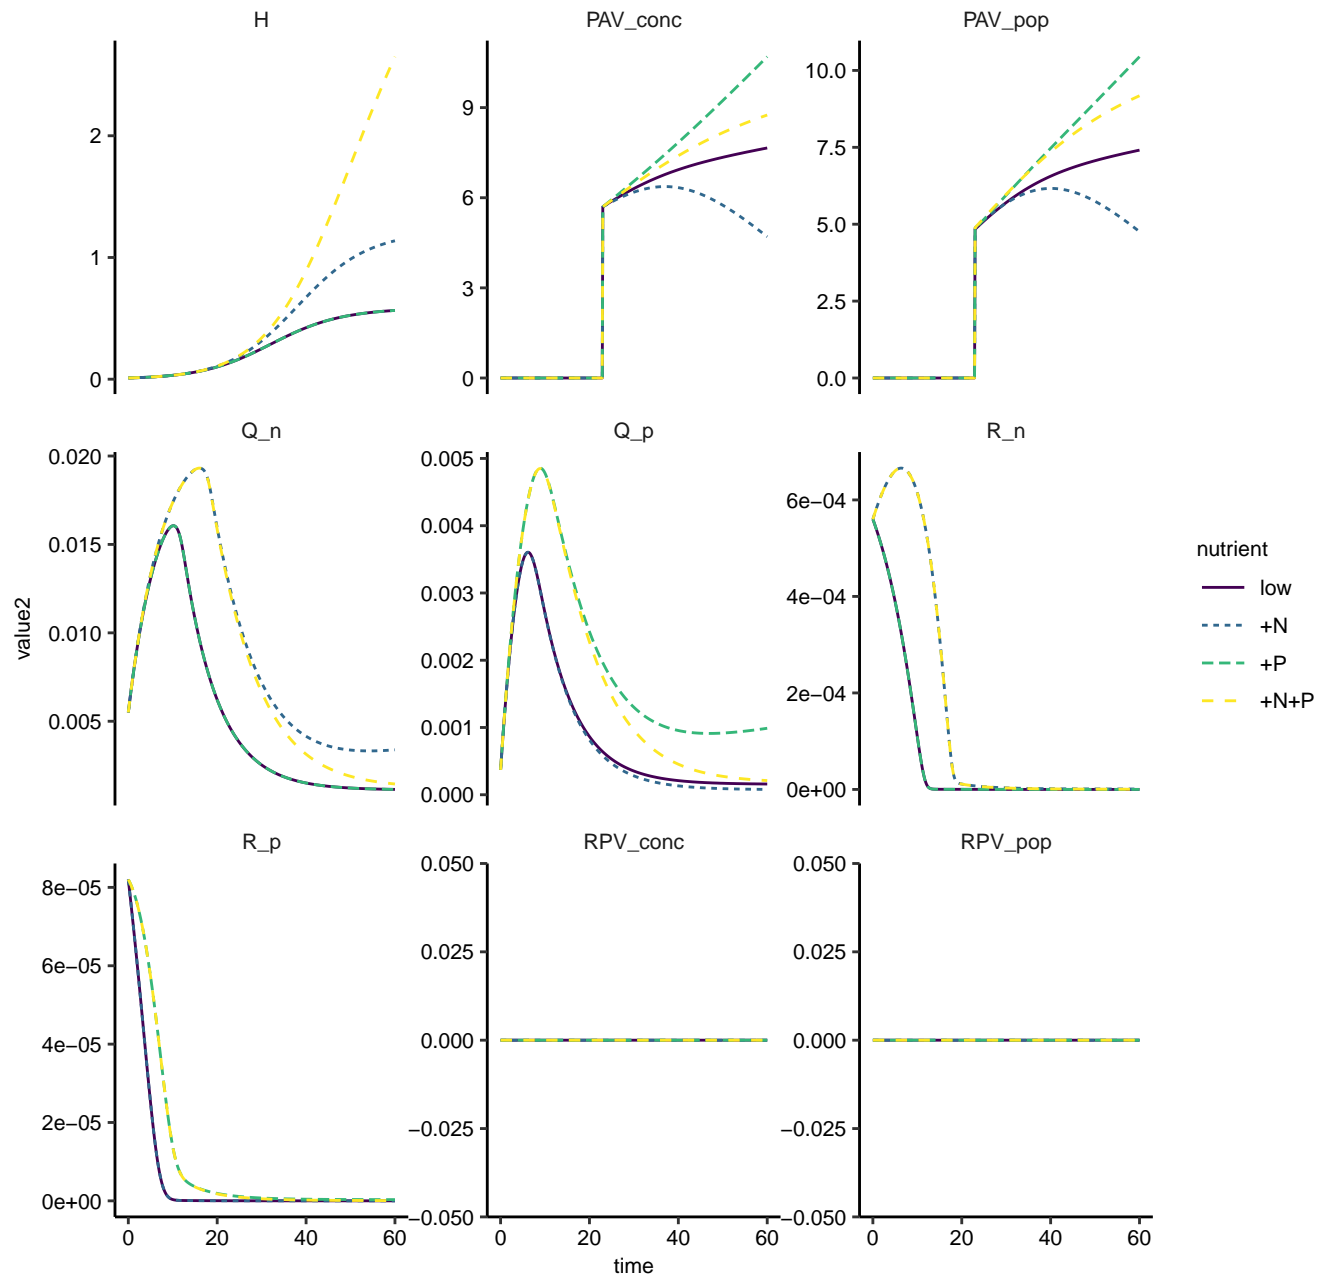 H
PAV_conc
PAV_pop
2
1
0
9
6
3
0
10.0
7.5
5.0
2.5
0.0
Q_n
Q_p
R_n
0.020
0.015
0.010
0.005
0.005
0.004
0.003
0.002
0.001
0.000
6e−04
4e−04
2e−04
0e+00
R_p
RPV_conc
RPV_pop
8e−05
6e−05
4e−05
2e−05
0e+00
0.050
0.025
0.000
−0.025
−0.050
0.050
0.025
0.000
−0.025
−0.050
0 20 40 60
0 20 40 60
0 20 40 60
time
value2
nutrient
low
+N
+P
+N+P